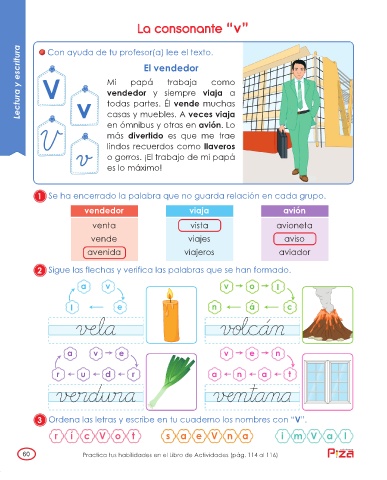 La consonante “v”
Lectura y escritura
Con ayuda de tu profesor(a) lee el texto.
El vendedor
V
v
V
v
Mi papá trabaja como
vendedor y siempre viaja a
todas partes. Él vende muchas
casas y muebles. A veces viaja
en ómnibus y otras en avión. Lo
más divertido es que me trae
lindos recuerdos como llaveros
o gorros. ¡El trabajo de mi papá
es lo máximo!
1 Se ha encerrado la palabra que no guarda relación en cada grupo.
vendedor viaja avión
venta vista avioneta
vende viajes aviso
avenida viajeros aviador
2 Sigue las flechas y verifica las palabras que se han formado.
a v v o l
l e n á c
vela volcán
a v e v e n
r u d r a n a t
verdura ventana
3 Ordena las letras y escribe en tu cuaderno los nombres con “V”.
r i c V o t s a e V n a i m V a l
60 Practica tus habilidades en el Libro de Actividades (pág. 114 al 116)